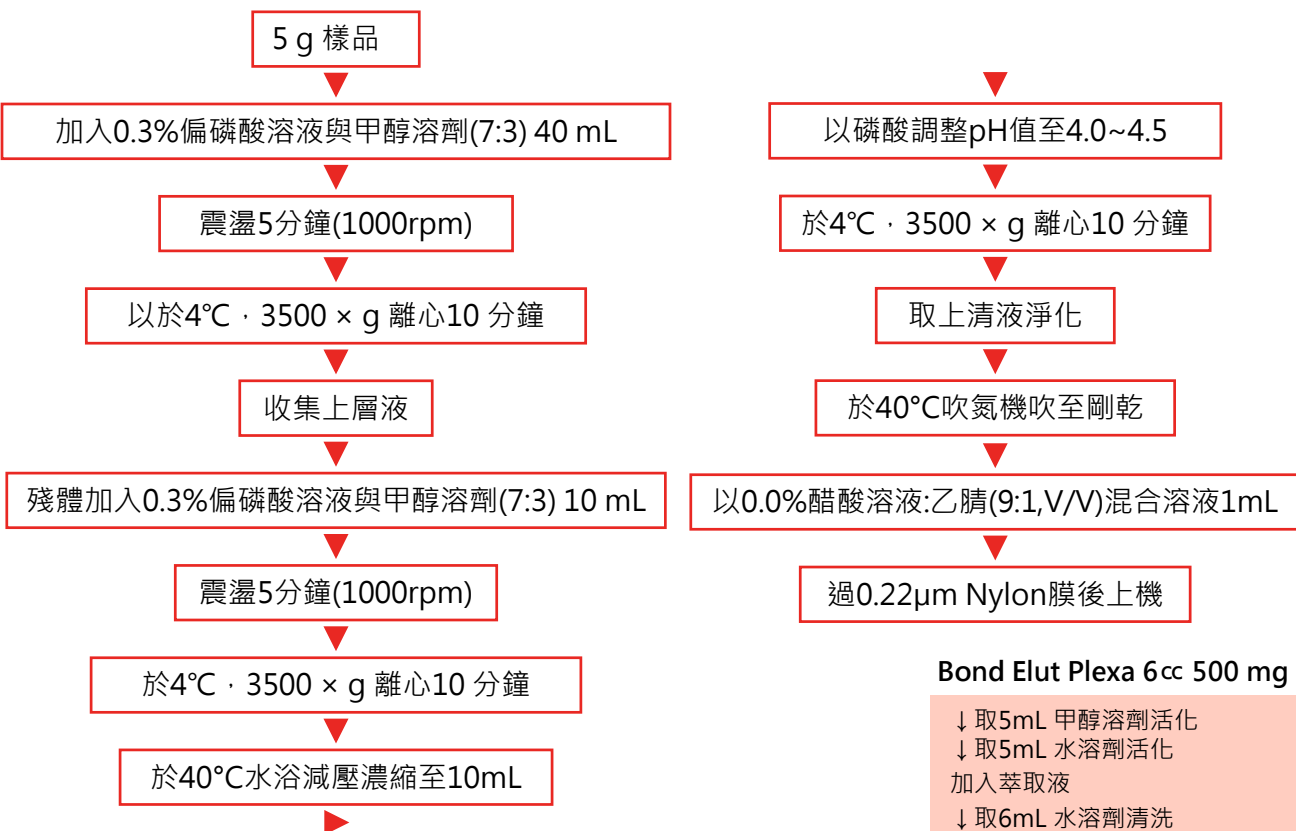 5 g 樣品
加入0.3%偏磷酸溶液與甲醇溶劑(7:3) 40 mL
震盪5分鐘(1000rpm)
以於4℃，3500 × g 離心10 分鐘
收集上層液
殘體加入0.3%偏磷酸溶液與甲醇溶劑(7:3) 10 mL
震盪5分鐘(1000rpm)
於4℃，3500 × g 離心10 分鐘
於40°C水浴減壓濃縮至10mL
以磷酸調整pH值至4.0~4.5
於4℃，3500 × g 離心10 分鐘
取上清液淨化
於40°C吹氮機吹至剛乾
以0.0%醋酸溶液:乙腈(9:1,V/V)混合溶液1mL
過0.22μm Nylon膜後上機
Bond Elut Plexa 6cc 500 mg
↓取5mL 甲醇溶劑活化
↓取5mL 水溶劑活化
加入萃取液
↓取6mL 水溶劑清洗